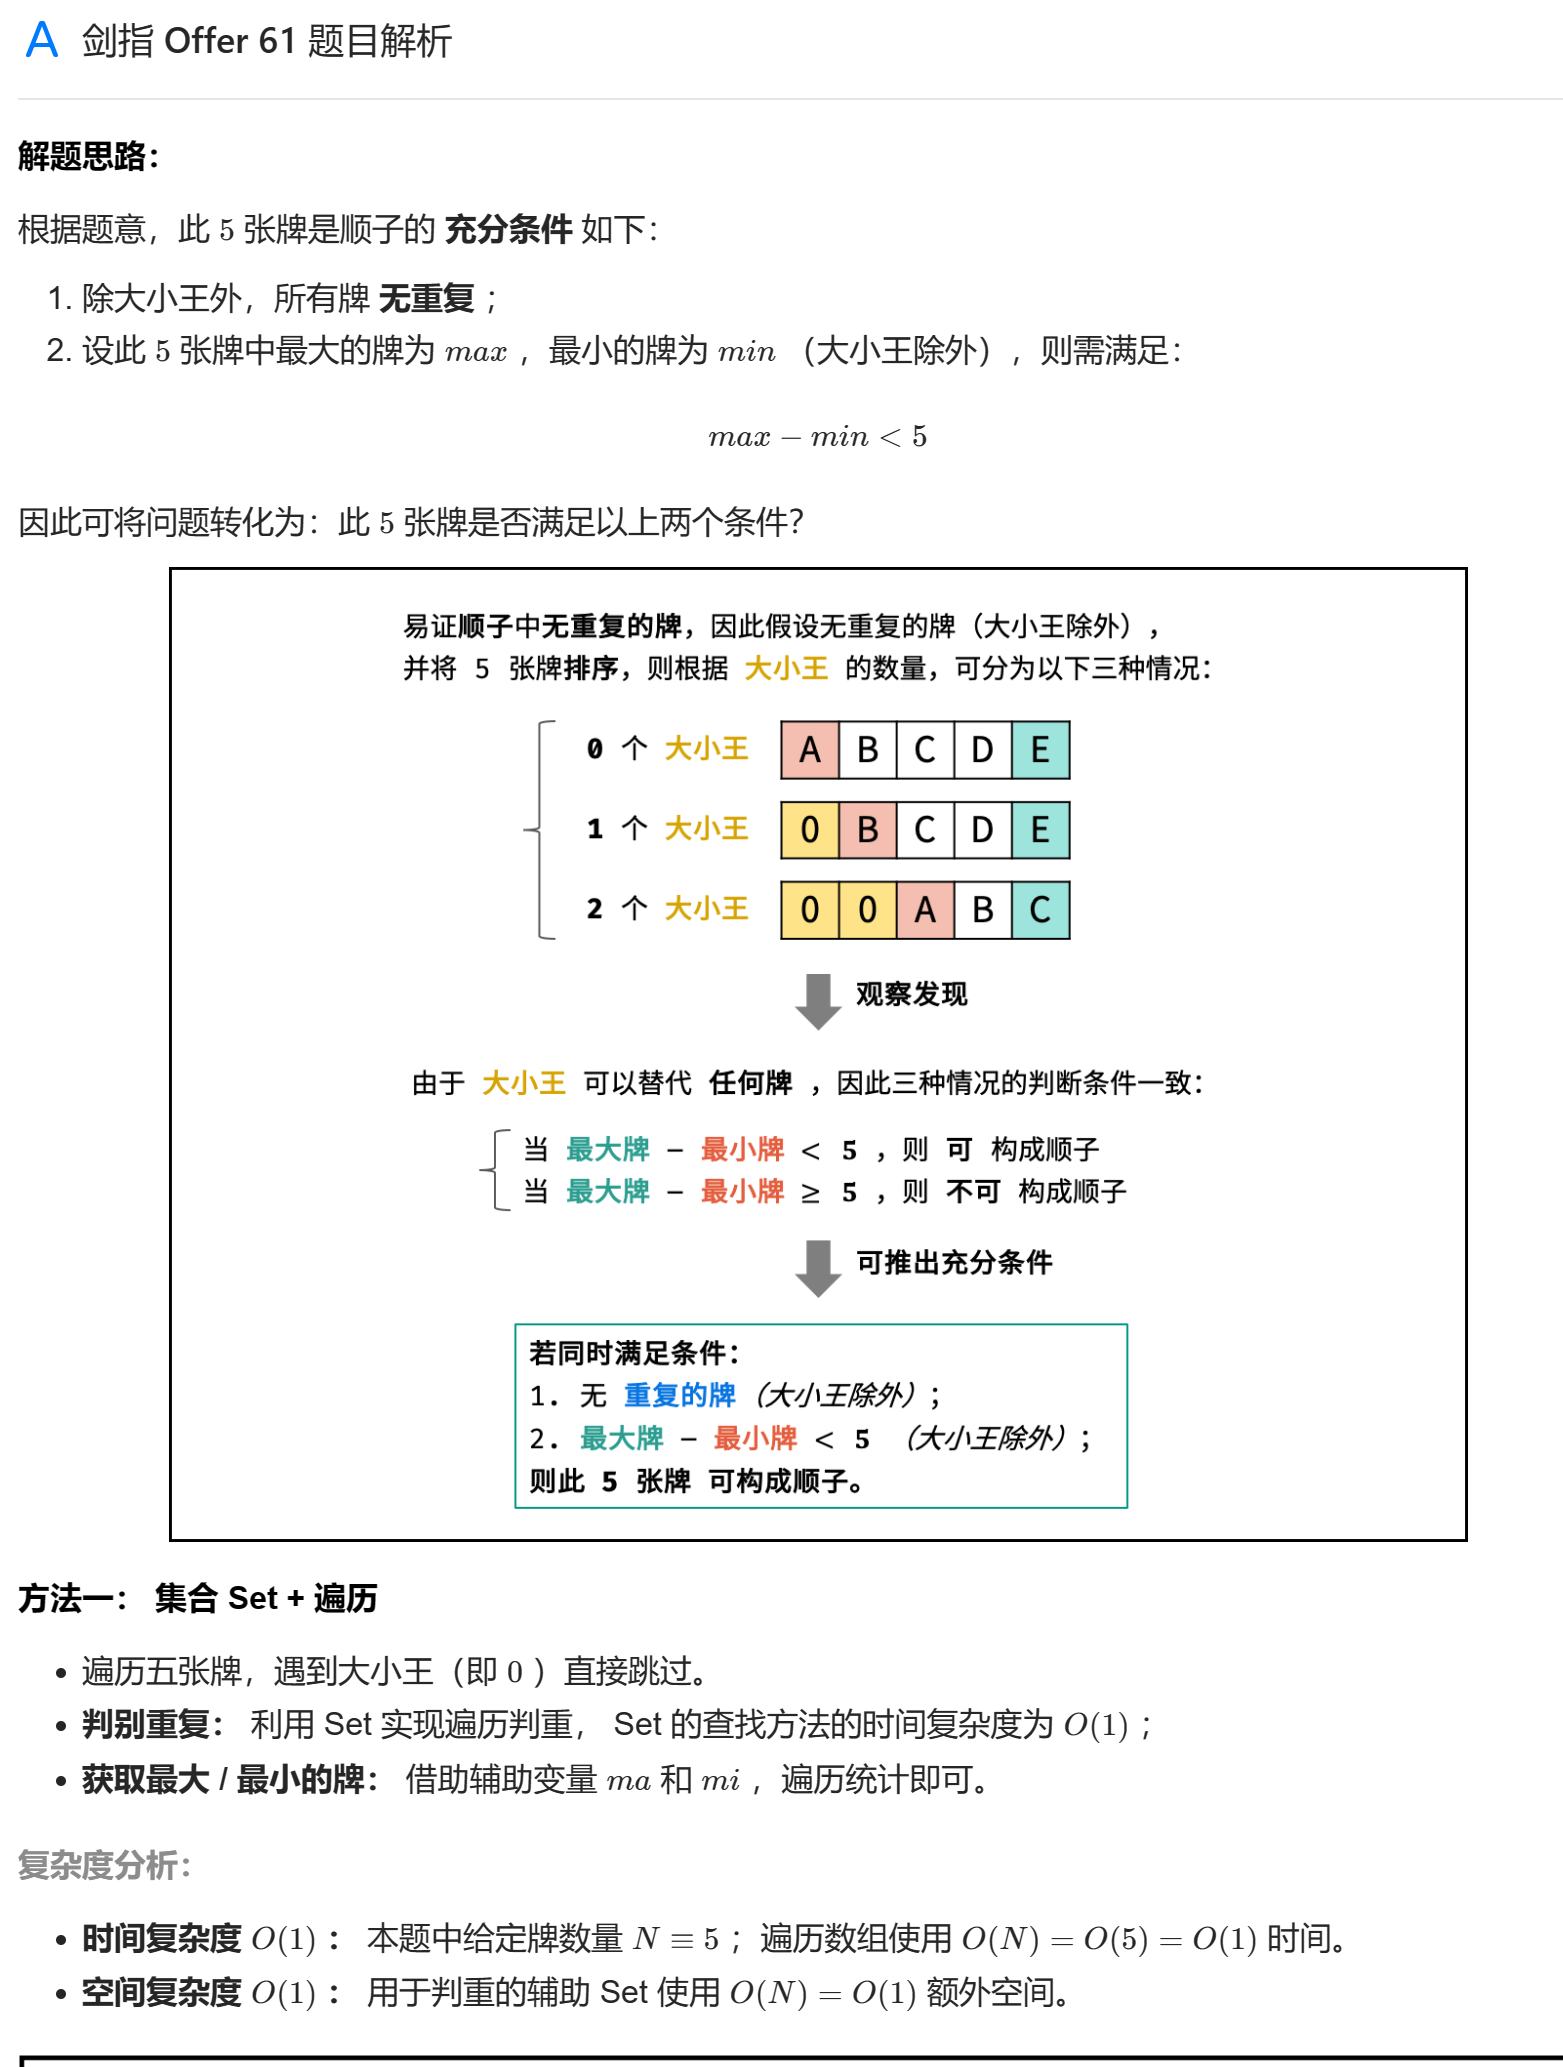 剑指 Offer 61 题目解析
解题思路：
根据题意，此 5 张牌是顺子的 充分条件 如下：
1. 除大小王外，所有牌 无重复 ；
2. 设此 5 张牌中最大的牌为 max ，最小的牌为 min （大小王除外），则需满足：
max − min < 5
因此可将问题转化为：此 5 张牌是否满足以上两个条件？
易证顺子中无重复的牌，因此假设无重复的牌（大小王除外），
并将 5 张牌排序，则根据 大小王 的数量，可分为以下三种情况：
0 个 大小王 A B C D E
1 个 大小王 0 B C D E
2 个 大小王 0 0 A B C
观察发现
由于 大小王 可以替代 任何牌 ，因此三种情况的判断条件一致：
当 最大牌 − 最小牌 < 5 ，则 可 构成顺子
当 最大牌 − 最小牌 ≥ 5 ，则 不可 构成顺子
可推出充分条件
若同时满足条件：
1. 无 重复的牌（大小王除外）；
2. 最大牌 − 最小牌 < 5 （大小王除外）；
则此 5 张牌 可构成顺子。
方法一： 集合 Set + 遍历
• 遍历五张牌，遇到大小王（即 0 ）直接跳过。
• 判别重复： 利用 Set 实现遍历判重， Set 的查找方法的时间复杂度为 O(1) ；
• 获取最大 / 最小的牌： 借助辅助变量 ma 和 mi ，遍历统计即可。
复杂度分析：
• 时间复杂度 O(1) ： 本题中给定牌数量 N ≡ 5 ；遍历数组使用 O(N) = O(5) = O(1) 时间。
• 空间复杂度 O(1) ： 用于判重的辅助 Set 使用 O(N) = O(1) 额外空间。